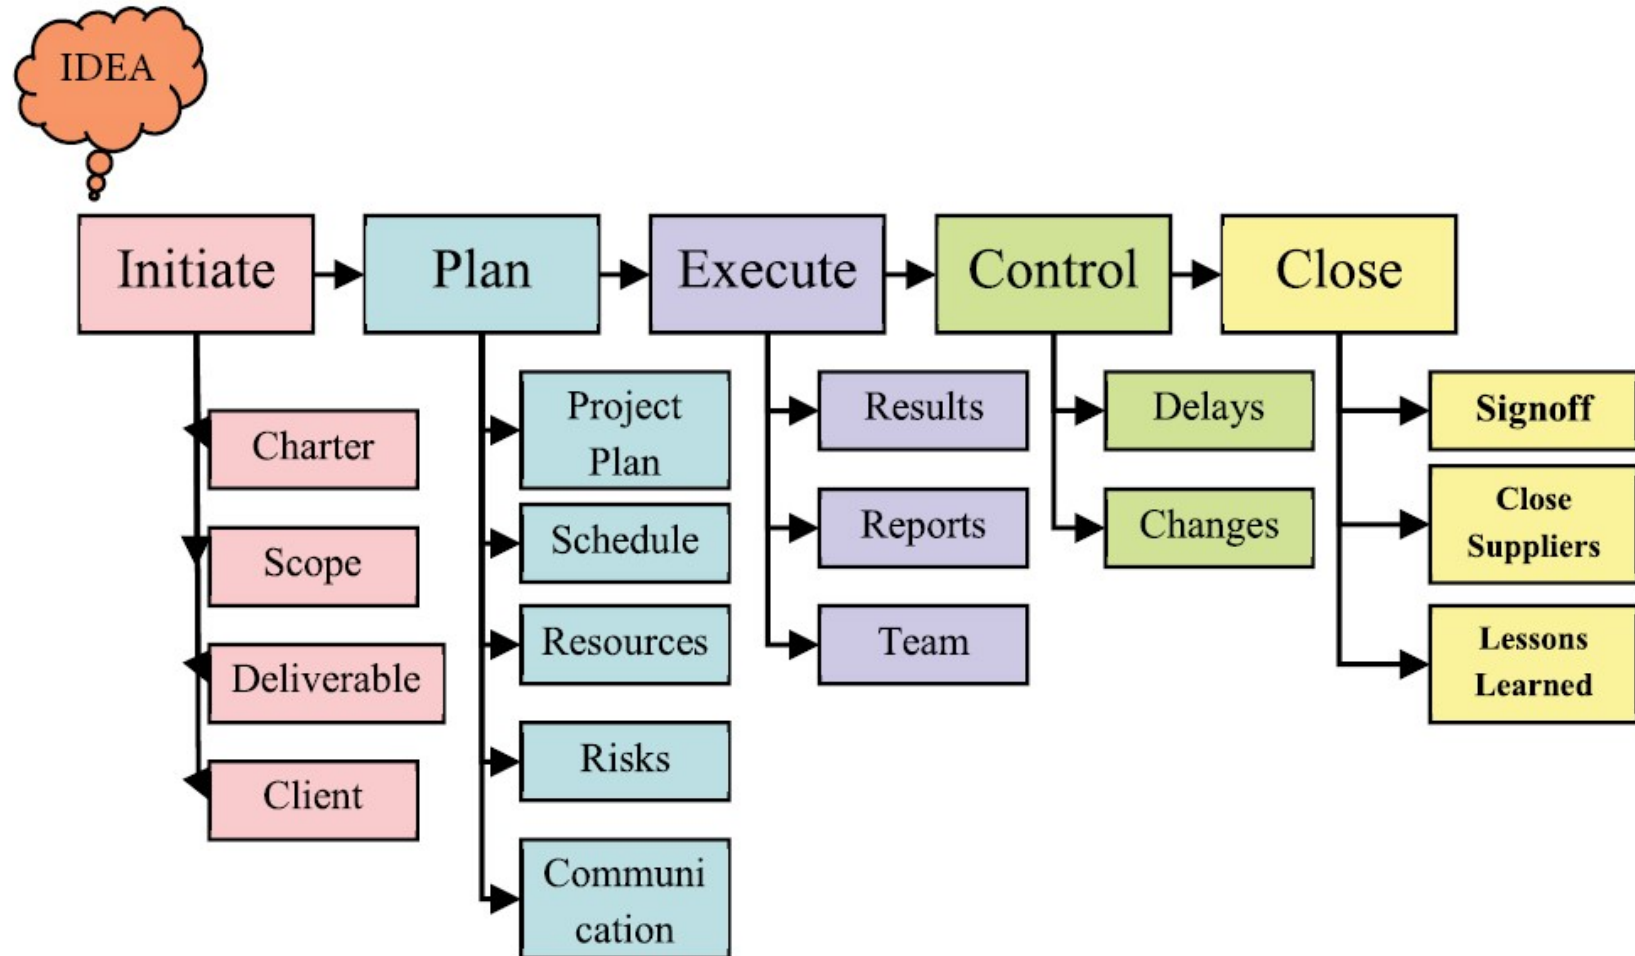 IDEA
Initiate
Plan
Execute
Control
Close
Charter
Scope
Deliverable
Client
Project
Plan
Schedule
Resources
Risks
Communi
cation
Results
Reports
Team
Delays
Changes
Signoff
Close
Suppliers
Lessons
Learned